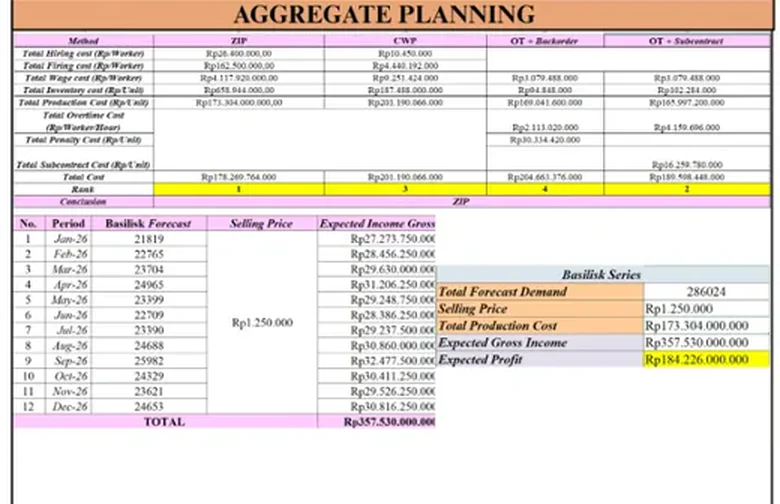 AGGREGATE PLANNING
Method ZIP CWP OT + Backorder OT + Subcontract
Total Hiring cost (Rp/Worker) Rp26.400.000,00 Rp10.450.000
Total Firing cost (Rp/Worker) Rp162.500.000,00 Rp4.440.192.000
Total Wage cost (Rp/Worker) Rp4.117.920.000,00 Rp9.251.424.000 Rp3.079.488.000 Rp3.079.488.000
Total Inventory cost (Rp/Unit) Rp658.944.000,00 Rp187.488.000.000 Rp94.848.000 Rp102.284.000
Total Production Cost (Rp/Unit) Rp173.304.000.000,00 Rp201.190.066.000 Rp169.041.600.000 Rp165.997.200.000
Total Overtime Cost
(Rp/Worker/Hour) Rp2.113.020.000 Rp4.159.696.000
Total Penalty Cost (Rp/Unit) Rp30.334.420.000
Total Subcontract Cost (Rp/Unit) Rp16.259.780.000
Total Cost Rp178.269.764.000 Rp201.190.066.000 Rp204.663.376.000 Rp189.598.448.000
Rank 1 3 4 2
Conclusion ZIP
No. Period Basilisk Forecast Selling Price Expected Income Gross
1 Jan-26 21819 Rp27.273.750.000
2 Feb-26 22765 Rp28.456.250.000
3 Mar-26 23704 Rp29.630.000.000
4 Apr-26 24965 Rp31.206.250.000
5 May-26 23399 Rp29.248.750.000
6 Jun-26 22709 Rp1.250.000 Rp28.386.250.000
7 Jul-26 23390 Rp29.237.500.000
8 Aug-26 24688 Rp30.860.000.000
9 Sep-26 25982 Rp32.477.500.000
10 Oct-26 24329 Rp30.411.250.000
11 Nov-26 23621 Rp29.526.250.000
12 Dec-26 24653 Rp30.816.250.000
TOTAL Rp357.530.000.000
Basilisk Series
Total Forecast Demand 286024
Selling Price Rp1.250.000
Total Production Cost Rp173.304.000.000
Expected Gross Income Rp357.530.000.000
Expected Profit Rp184.226.000.000